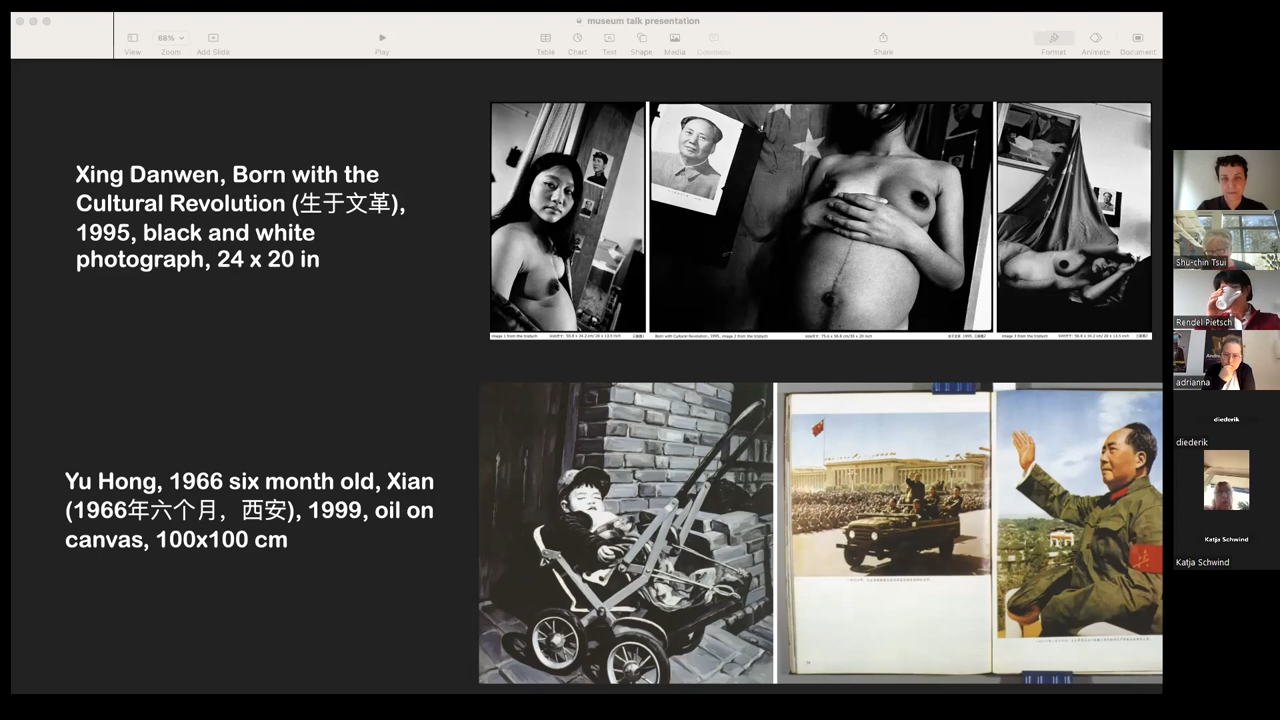 museum talk presentation
View
68%
Zoom
Add Slide
Play
Table
Chart
Text
Shape
Media
Comment
Share
Format
Animate
Document
Xing Danwen, Born with the
Cultural Revolution (生于文革),
1995, black and white
photograph, 24 x 20 in
Yu Hong, 1966 six month old, Xian
(1966年六个月，西安), 1999, oil on
canvas, 100x100 cm
Shu-chin Tsui
Rendel Pietsch
adrianna
diederik
diederik
Katja Schwind
Katja Schwind